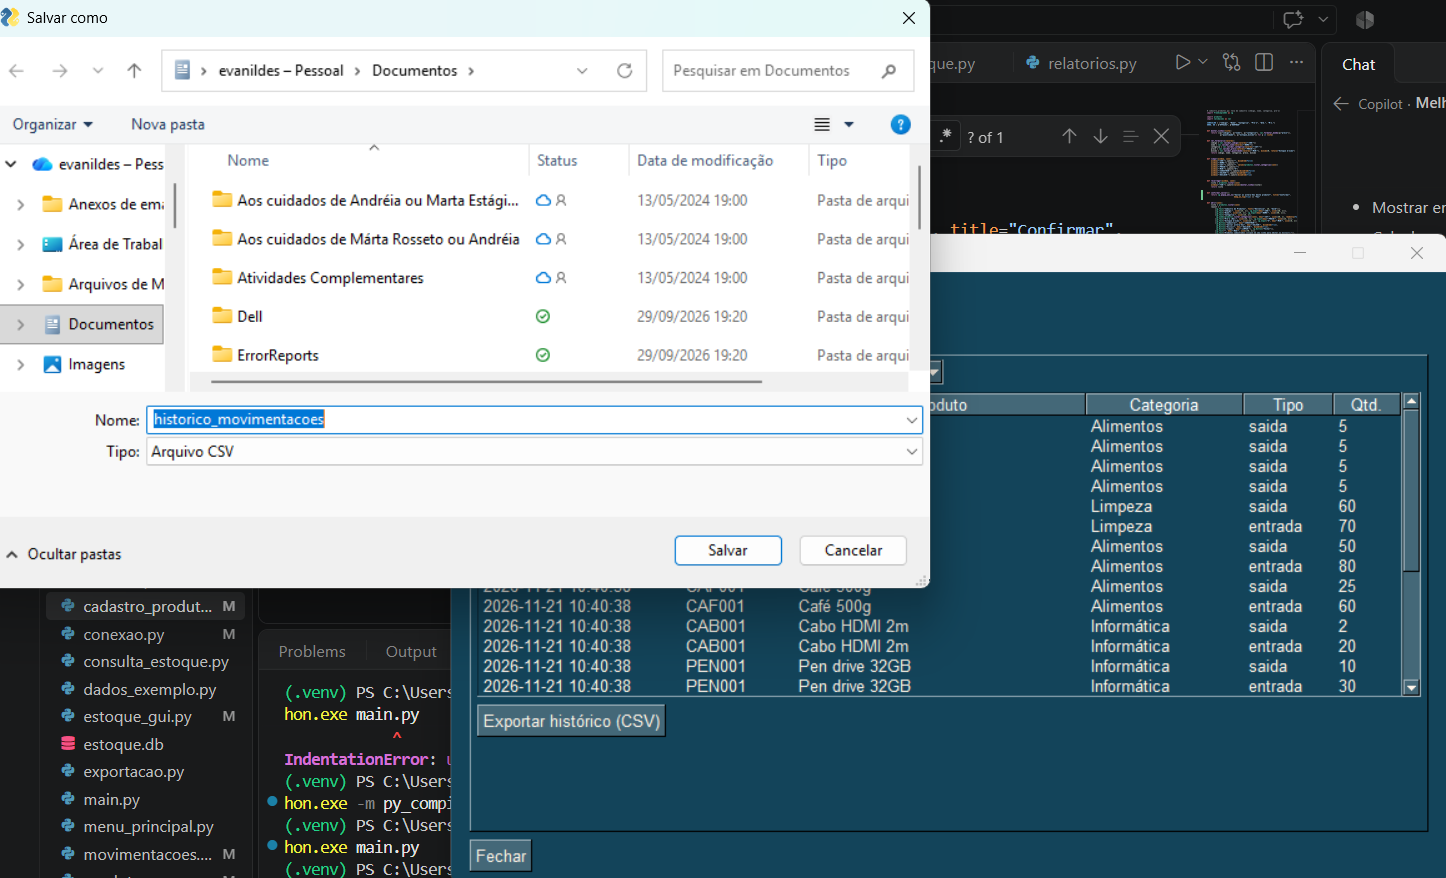 Salvar como
evanildes – Pessoal > Documentos >
Pesquisar em Documentos
Organizar
Nova pasta
evanildes – Pess
Anexos de ema
Área de Trabal
Arquivos de M
Documentos
Imagens
Nome Status Data de modificação Tipo
Aos cuidados de Andréia ou Marta Estági... 13/05/2024 19:00 Pasta de arqui
Aos cuidados de Márta Rosseto ou Andréia 13/05/2024 19:00 Pasta de arqui
Atividades Complementares 13/05/2024 19:00 Pasta de arqui
Dell 29/09/2026 19:20 Pasta de arqui
ErrorReports 29/09/2026 19:20 Pasta de arqui
Nome: historico_movimentacoes
Tipo: Arquivo CSV
Ocultar pastas
Salvar
Cancelar
que.py
relatorios.py
Chat
Copilot · Melh
.* ? of 1
• Mostrar er
, title="Confirmar",
oduto Categoria Tipo Qtd.
Alimentos saida 5
Alimentos saida 5
Alimentos saida 5
Alimentos saida 5
Limpeza saida 60
Limpeza entrada 70
Alimentos saida 50
Alimentos entrada 80
2026-11-21 10:40:38 CAF001 Café 500g Alimentos saida 25
2026-11-21 10:40:38 CAF001 Café 500g Alimentos entrada 60
2026-11-21 10:40:38 CAB001 Cabo HDMI 2m Informática saida 2
2026-11-21 10:40:38 CAB001 Cabo HDMI 2m Informática entrada 20
2026-11-21 10:40:38 PEN001 Pen drive 32GB Informática saida 10
2026-11-21 10:40:38 PEN001 Pen drive 32GB Informática entrada 30
Exportar histórico (CSV)
Fechar
cadastro_produt... M
conexao.py M
consulta_estoque.py
dados_exemplo.py
estoque_gui.py M
estoque.db
exportacao.py
main.py
menu_principal.py
movimentacoes.... M
Problems
Output
(.venv) PS C:\Users
hon.exe main.py
^
IndentationError: u
(.venv) PS C:\Users
hon.exe -m py_compi
(.venv) PS C:\Users
hon.exe main.py
(.venv) PS C:\Users